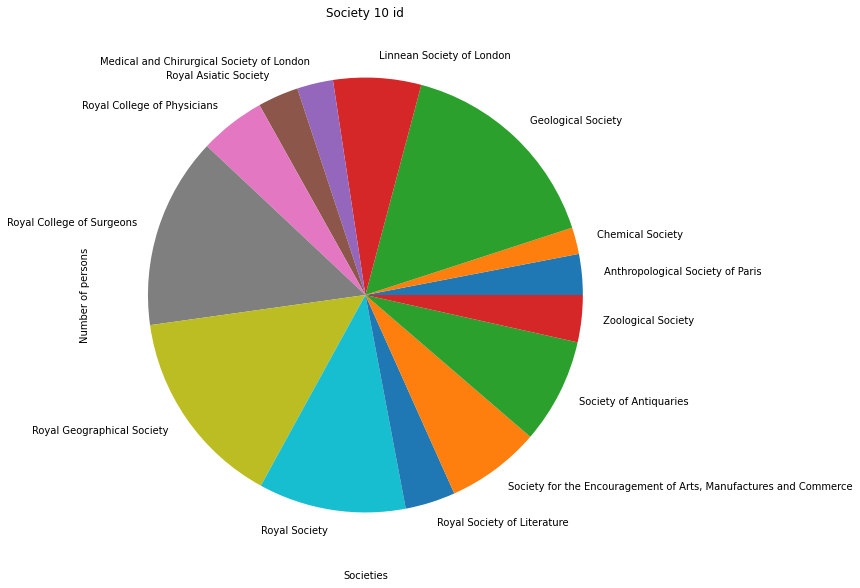 Society 10 id
Linnean Society of London
Medical and Chirurgical Society of London
Royal Asiatic Society
Royal College of Physicians
Geological Society
Royal College of Surgeons
Chemical Society
Number of persons
Anthropological Society of Paris
Zoological Society
Society of Antiquaries
Royal Geographical Society
Society for the Encouragement of Arts, Manufactures and Commerce
Royal Society of Literature
Royal Society
Societies